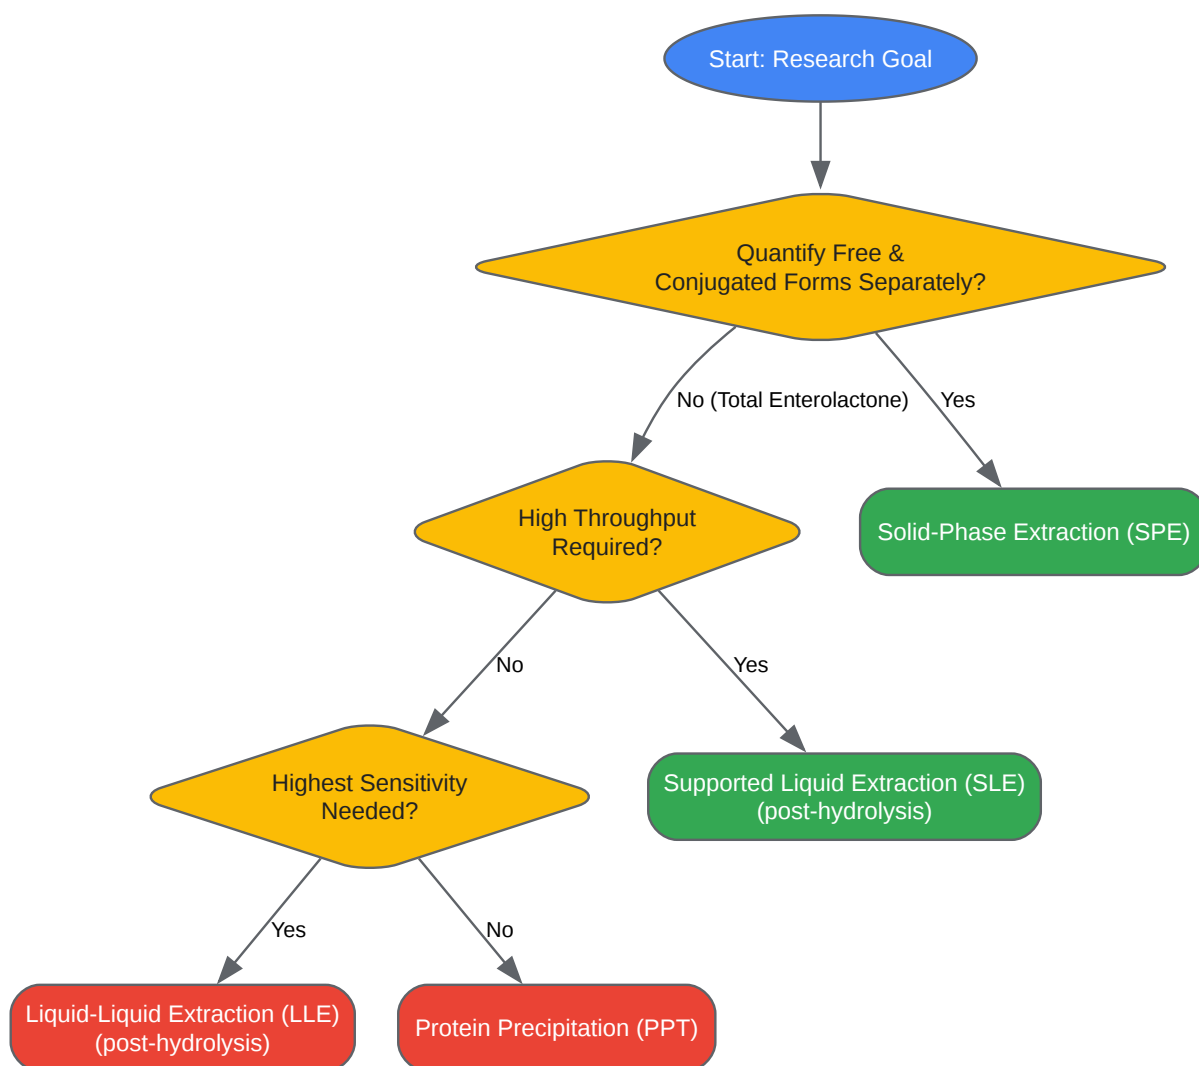 Start: Research Goal
Quantify Free &
Conjugated Forms Separately?
No (Total Enterolactone)
Yes
High Throughput
Required?
Solid-Phase Extraction (SPE)
No
Yes
Highest Sensitivity
Needed?
Supported Liquid Extraction (SLE)
(post-hydrolysis)
Yes
No
Liquid-Liquid Extraction (LLE)
(post-hydrolysis)
Protein Precipitation (PPT)